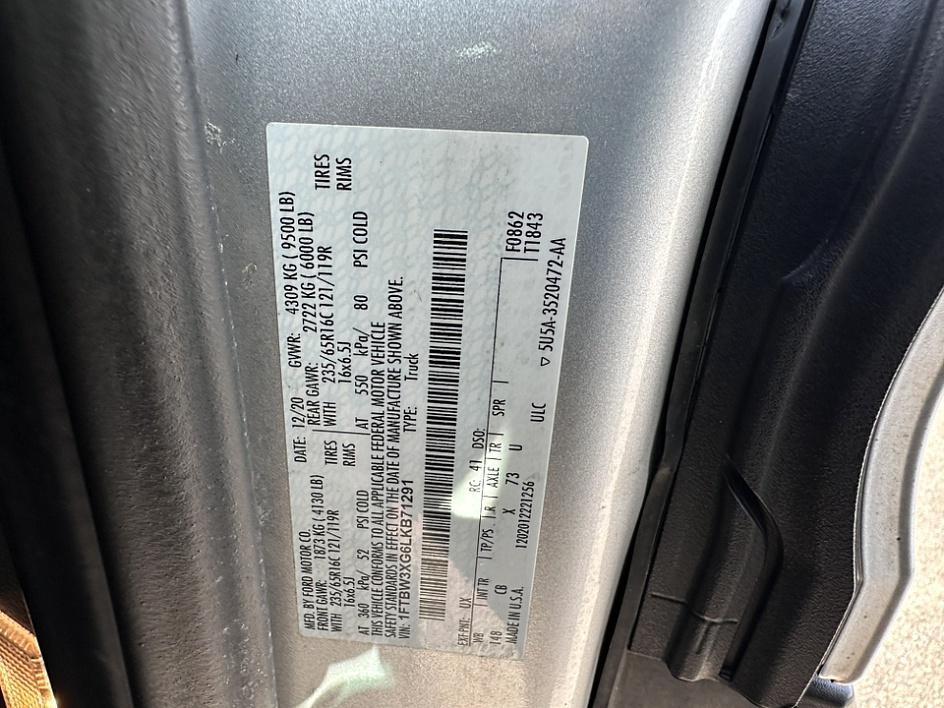 MFD. BY FORD MOTOR CO.
DATE: 12/20 GVWR: 4309 KG ( 9500 LB)
FRONT GAWR: 1873 KG ( 4130 LB) REAR GAWR: 2722 KG ( 6000 LB)
WITH 235/65R16C 121/119R TIRES WITH 235/65R16C 121/119R TIRES
16x6.5J RIMS 16x6.5J RIMS
AT 360 kPa/ 52 PSI COLD AT 550 kPa/ 80 PSI COLD
THIS VEHICLE CONFORMS TO ALL APPLICABLE FEDERAL MOTOR VEHICLE
SAFETY STANDARDS IN EFFECT ON THE DATE OF MANUFACTURE SHOWN ABOVE.
VIN: 1FTBW3XG6LKB71291 TYPE: Truck
EXT PNT: UX RC: 41 DSO:
WB INT TR TP/PS R AXLE TR SPR F0862
148 CB X 73 U T1843
MADE IN U.S.A. 1202012221256 ULC ▽ 5U5A-3520472-AA